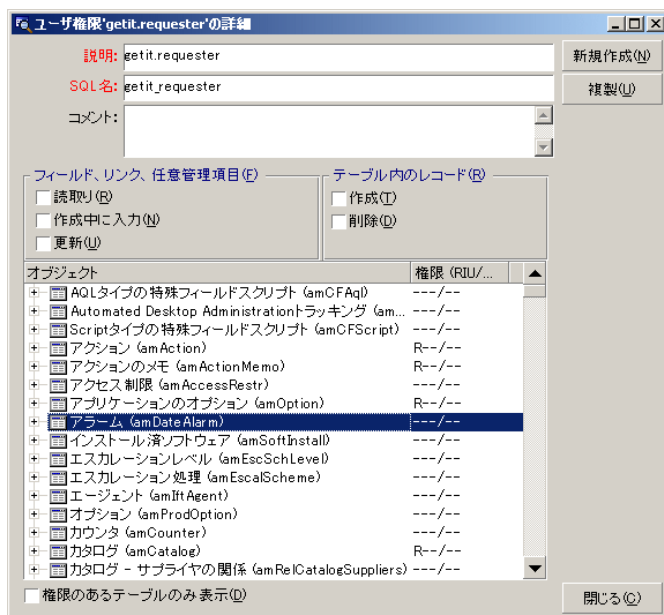 ユーザ権限'getit.requester'の詳細
説明: getit.requester
新規作成(N)
SQL名: getit_requester
複製(U)
コメント:
フィールド、リンク、任意管理項目(F)
テーブル内のレコード(R)
読取り(R)
作成(T)
作成中に入力(N)
削除(D)
更新(U)
オブジェクト 権限 (RIU/...
AQLタイプの特殊フィールドスクリプト (amCFAql) ---/--
Automated Desktop Administrationトラッキング (am... ---/--
Scriptタイプの特殊フィールドスクリプト (amCFScript) ---/--
アクション (amAction) R--/--
アクションのメモ (amActionMemo) R--/--
アクセス制限 (amAccessRestr) ---/--
アプリケーションのオプション (amOption) R--/--
アラーム (amDateAlarm) ---/--
インストール済ソフトウェア (amSoftInstall) ---/--
エスカレーションレベル (amEscSchLevel) ---/--
エスカレーション処理 (amEscalScheme) ---/--
エージェント (amIftAgent) ---/--
オプション (amProdOption) ---/--
カウンタ (amCounter) ---/--
カタログ (amCatalog) R--/--
カタログ - サプライヤの関係 (amRelCatalogSuppliers) ---/--
権限のあるテーブルのみ表示(D)
閉じる(C)